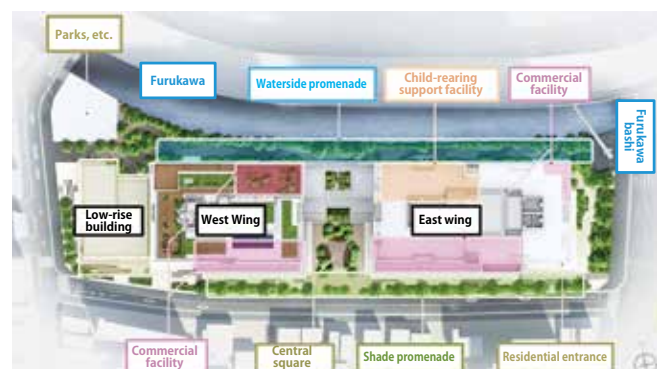 Parks, etc.
Furukawa
Waterside promenade
Child-rearing
support facility
Commercial
facility
Furukawa
bashi
Low-rise
building
West Wing
East wing
Commercial
facility
Central
square
Shade promenade
Residential entrance